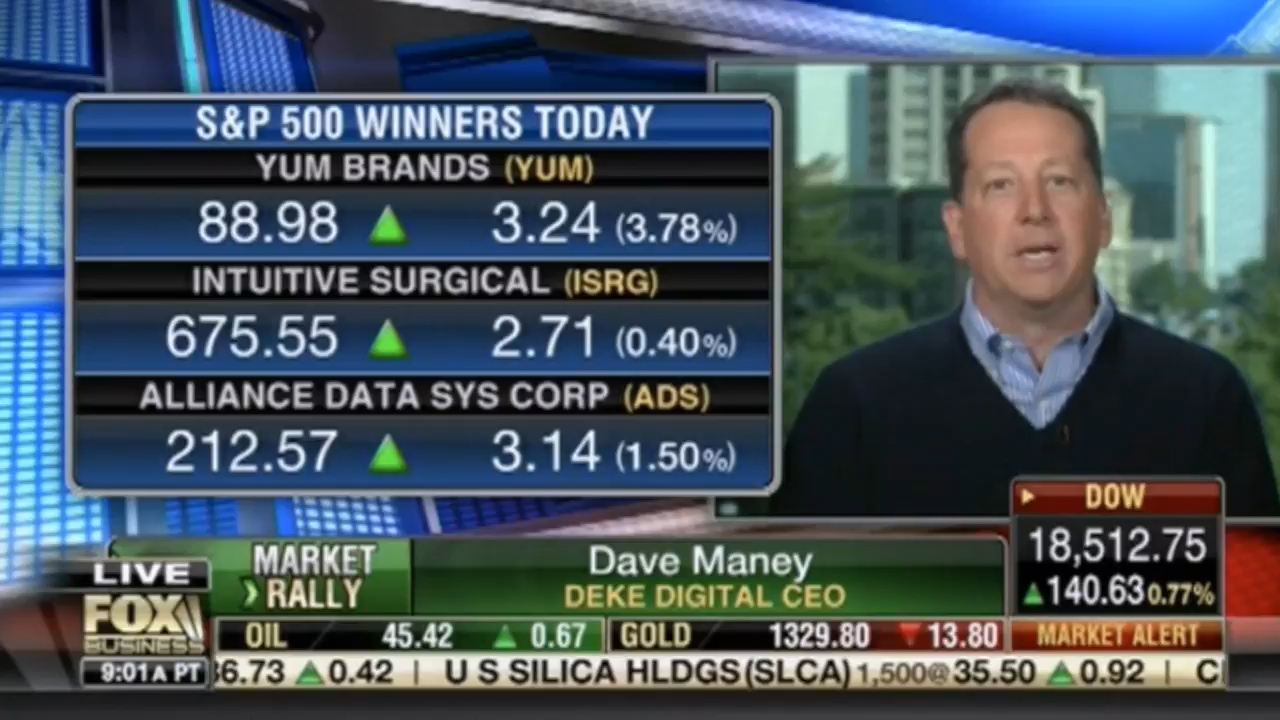 S&P 500 WINNERS TODAY
YUM BRANDS (YUM)
88.98 ▲ 3.24 (3.78%)
INTUITIVE SURGICAL (ISRG)
675.55 ▲ 2.71 (0.40%)
ALLIANCE DATA SYS CORP (ADS)
212.57 ▲ 3.14 (1.50%)
DOW
18,512.75
▲140.63 0.77%
MARKET ALERT
MARKET
RALLY
Dave Maney
DEKE DIGITAL CEO
LIVE
FOX
BUSINESS
9:01A PT
OIL 45.42 ▲ 0.67 GOLD 1329.80 ▼ 13.80
36.73 ▲0.42 | U S SILICA HLDGS(SLCA) 1,500@35.50 ▲0.92 | C